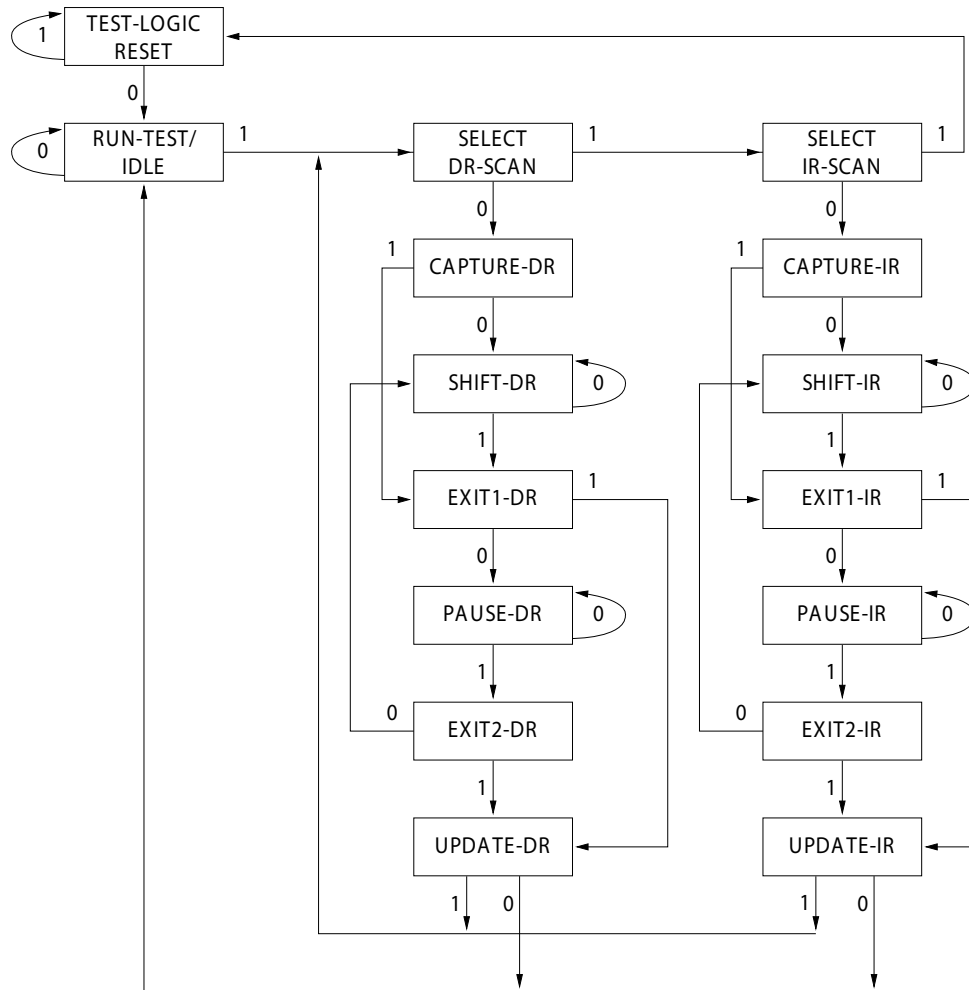 1
TEST-LOGIC
RESET
0
0
RUN-TEST/
IDLE
1
SELECT
DR-SCAN
1
SELECT
IR-SCAN
1
0
0
1
CAPTURE-DR
1
CAPTURE-IR
0
0
SHIFT-DR
0
SHIFT-IR
0
1
1
EXIT1-DR
1
EXIT1-IR
1
0
0
PAUSE-DR
0
PAUSE-IR
0
1
1
0
EXIT2-DR
0
EXIT2-IR
1
1
UPDATE-DR
UPDATE-IR
1
0
1
0